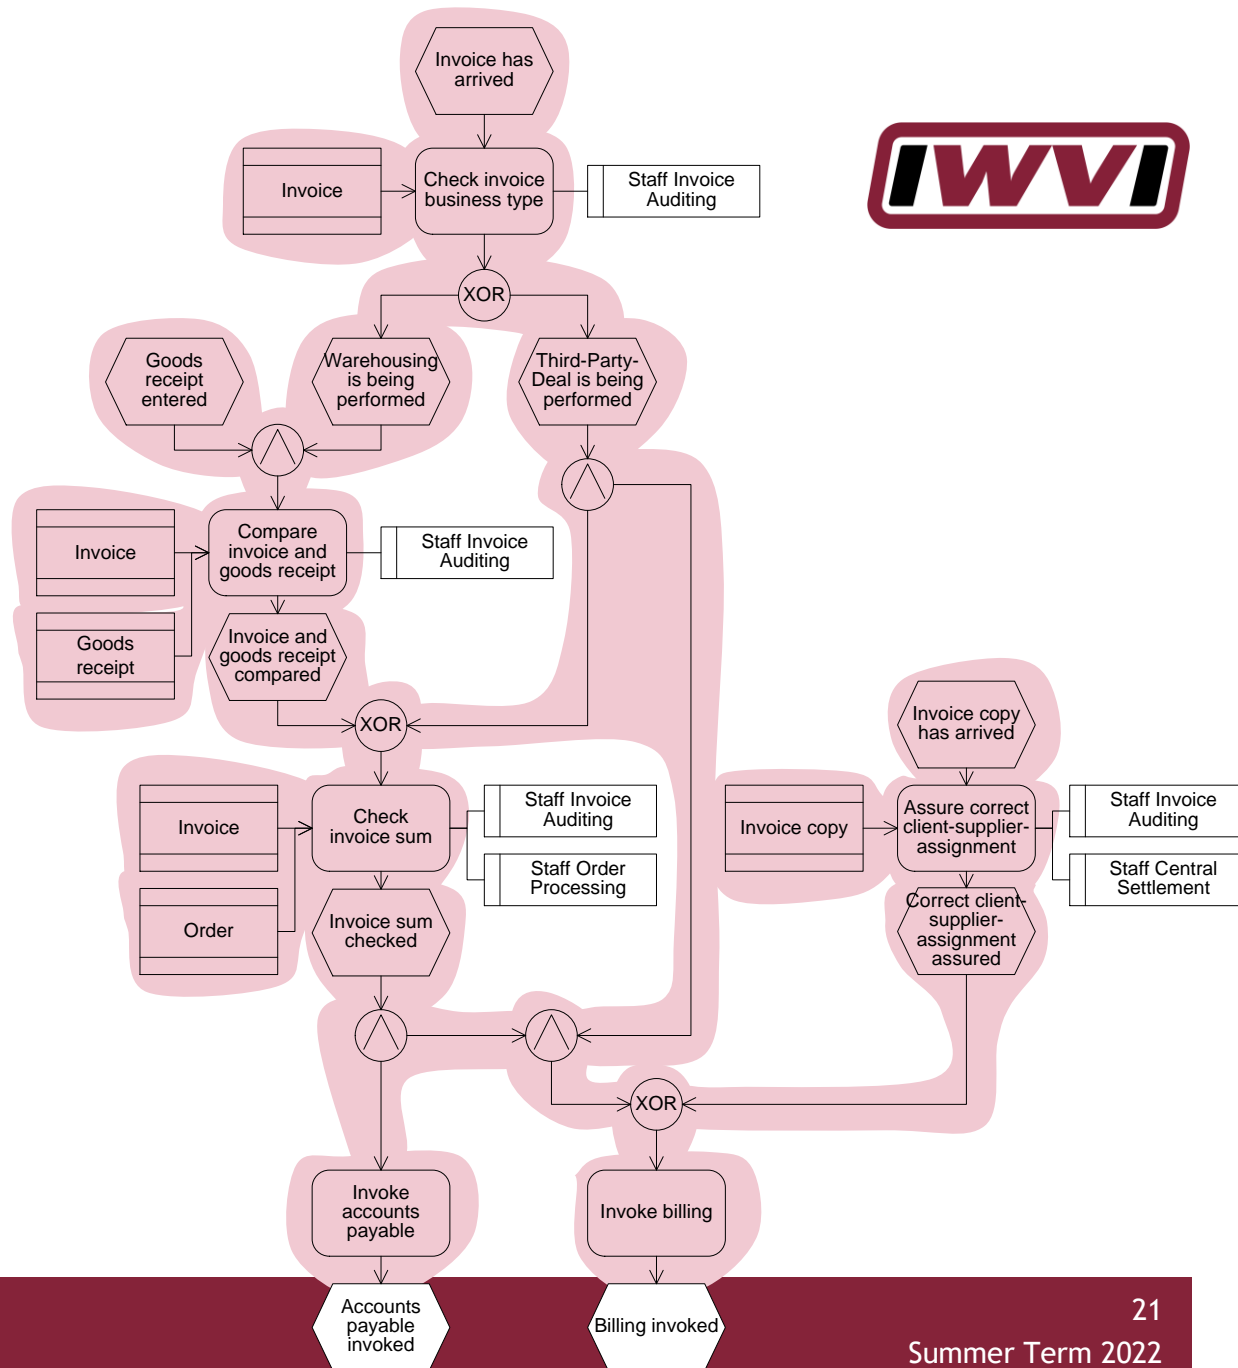 Invoice has
arrived
IWVI
Invoice
Check invoice
business type
Staff Invoice
Auditing
XOR
Goods
receipt
entered
Warehousing
is being
performed
Third-Party-
Deal is being
performed
Invoice
Compare
invoice and
goods receipt
Staff Invoice
Auditing
Goods
receipt
Invoice and
goods receipt
compared
XOR
Invoice copy
has arrived
Invoice
Check
invoice sum
Staff Invoice
Auditing
Staff Order
Processing
Invoice copy
Assure correct
client-supplier-
assignment
Staff Invoice
Auditing
Staff Central
Settlement
Order
Invoice sum
checked
Correct client-
supplier-
assignment
assured
XOR
Invoke
accounts
payable
Invoke billing
Accounts
payable
invoked
Billing invoked
21
Summer Term 2022